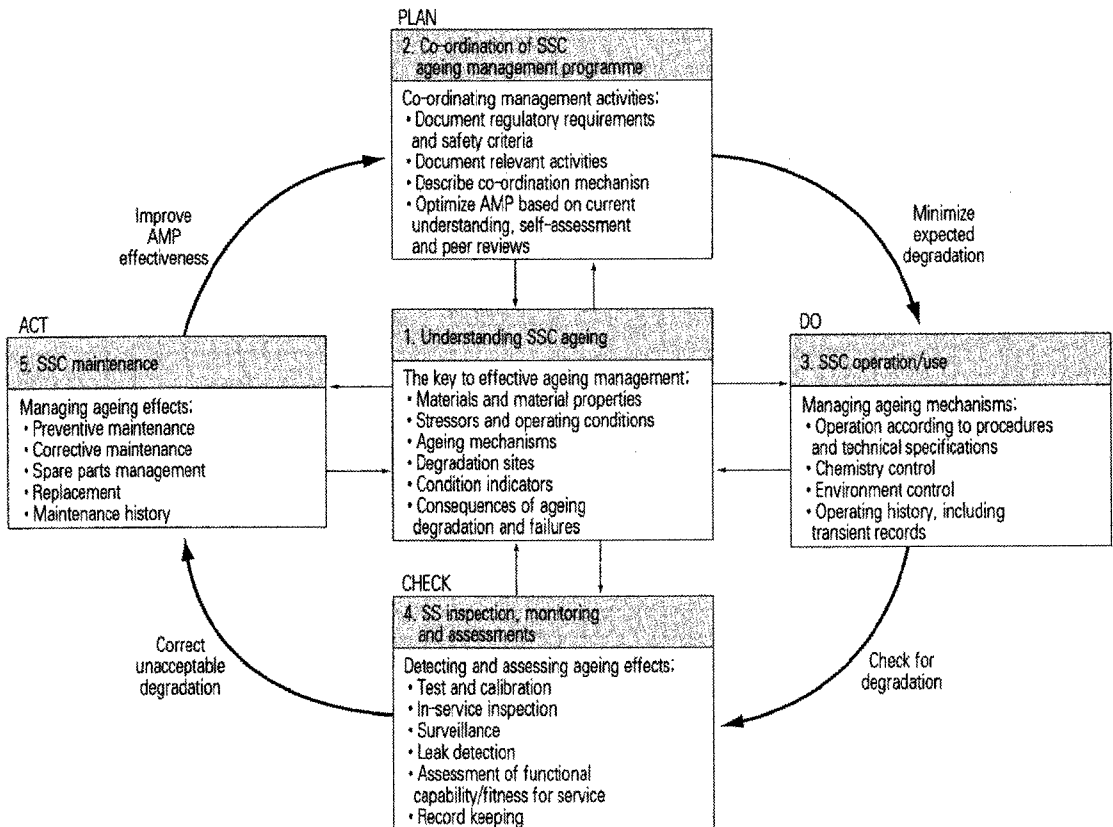 PLAN
2. Co-ordination of SSC
ageing management programme
Co-ordinating management activities:
• Document regulatory requirements
and safety criteria
• Document relevant activities
• Describe co-ordination mechanism
• Optimize AMP based on current
understanding, self-assessment
and peer reviews
Improve
AMP
effectiveness
Minimize
expected
degradation
ACT
5. SSC maintenance
Managing ageing effects:
• Preventive maintenance
• Corrective maintenance
• Spare parts management
• Replacement
• Maintenance history
1. Understanding SSC ageing
The key to effective ageing management:
• Materials and material properties
• Stressors and operating conditions
• Ageing mechanisms
• Degradation sites
• Condition indicators
• Consequences of ageing
degradation and failures
DO
3. SSC operation/use
Managing ageing mechanisms:
• Operation according to procedures
and technical specifications
• Chemistry control
• Environment control
• Operating history, including
transient records
CHECK
4. SS inspection, monitoring
and assessments
Detecting and assessing ageing effects:
• Test and calibration
• In-service inspection
• Surveillance
• Leak detection
• Assessment of functional
capability/fitness for service
• Record keeping
Correct
unacceptable
degradation
Check for
degradation